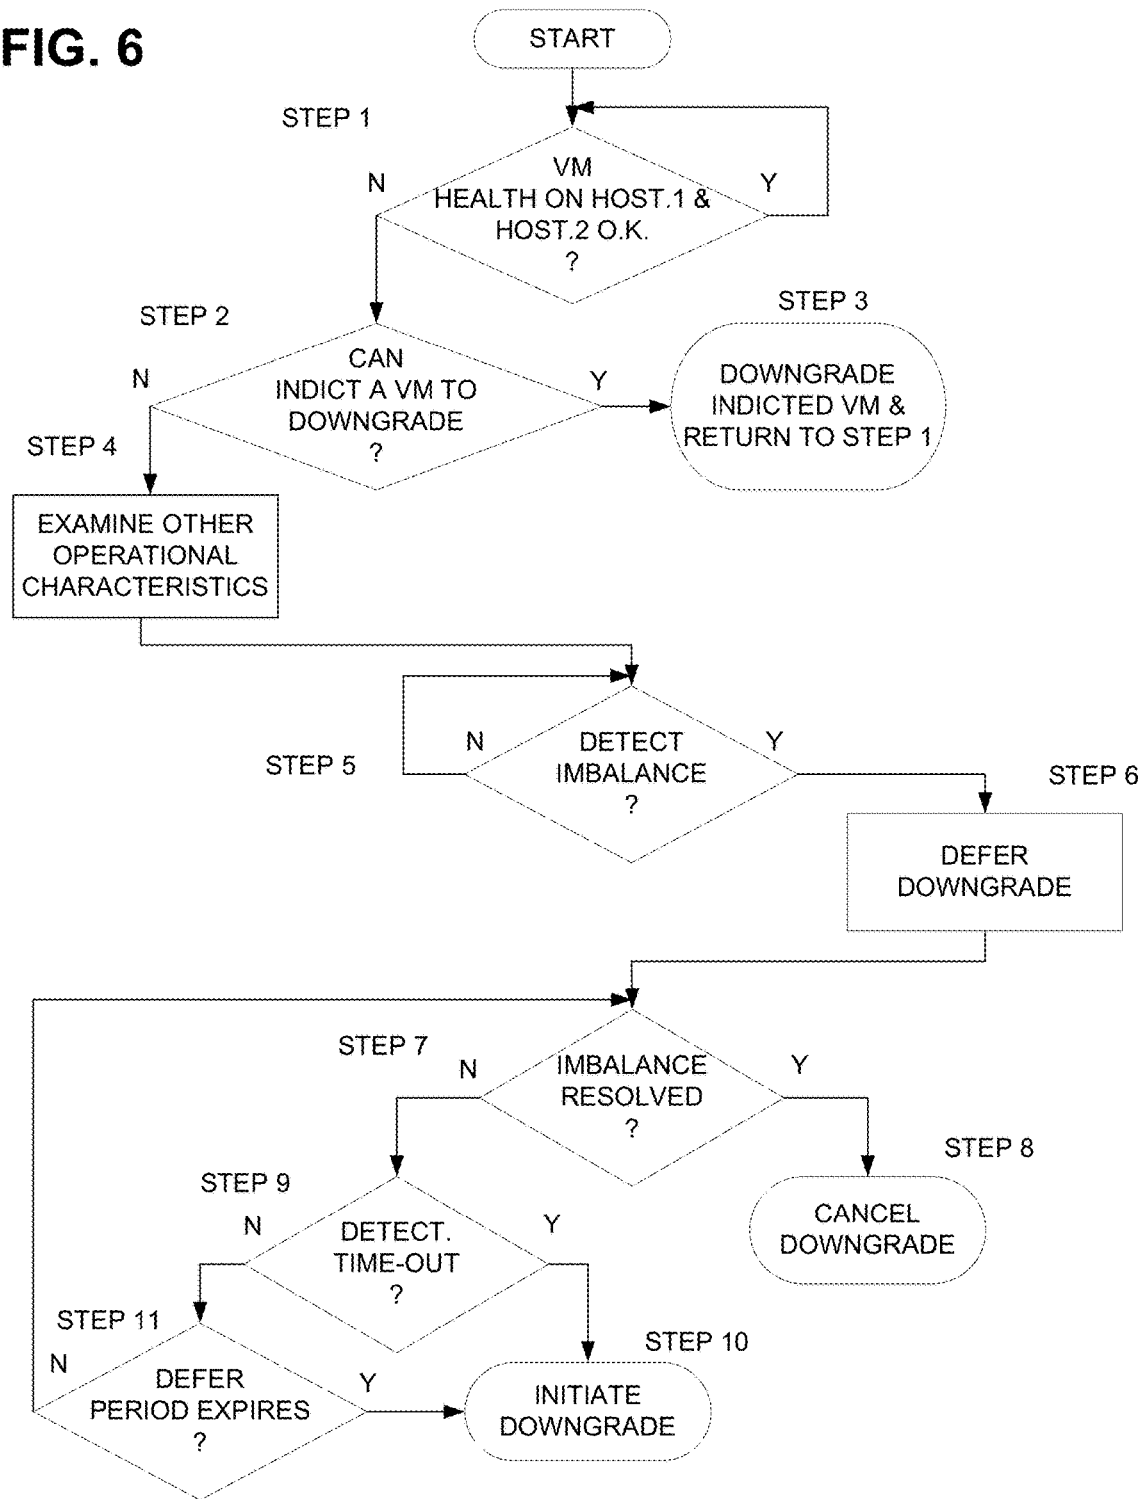 FIG. 6
START
STEP 1
VM
HEALTH ON HOST.1 &
HOST.2 O.K.
?
N
Y
STEP 2
CAN
INDICT A VM TO
DOWNGRADE
?
N
Y
STEP 3
DOWNGRADE
INDICTED VM &
RETURN TO STEP 1
STEP 4
EXAMINE OTHER
OPERATIONAL
CHARACTERISTICS
STEP 5
N
DETECT
IMBALANCE
?
Y
STEP 6
DEFER
DOWNGRADE
STEP 7
N
IMBALANCE
RESOLVED
?
Y
STEP 8
CANCEL
DOWNGRADE
STEP 9
N
DETECT.
TIME-OUT
?
Y
STEP 10
INITIATE
DOWNGRADE
STEP 11
N
DEFER
PERIOD EXPIRES
?
Y